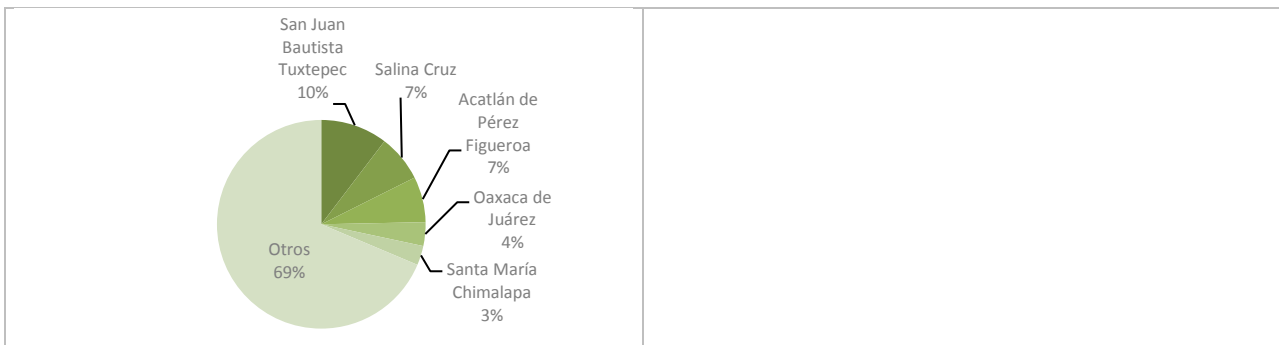 San Juan
Bautista
Tuxtepec
10%
Salina Cruz
7%
Acatlán de
Pérez
Figueroa
7%
Oaxaca de
Juárez
4%
Santa María
Chimalapa
3%
Otros
69%